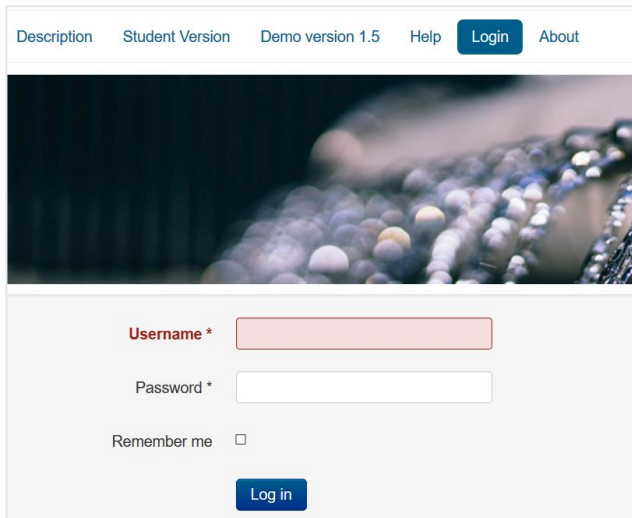 Description Student Version Demo version 1.5 Help Login About
Username *
Password *
Remember me
Log in